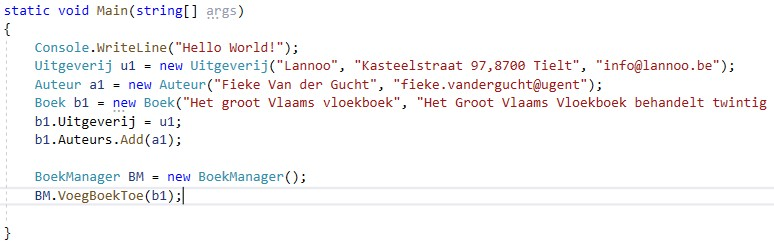 static void Main(string[] args)
{
Console.WriteLine("Hello World!");
Uitgeverij u1 = new Uitgeverij("Lannoo", "Kasteelstraat 97,8700 Tielt", "info@lannoo.be");
Auteur a1 = new Auteur("Fieke Van der Gucht", "fieke.vandergucht@ugent");
Boek b1 = new Boek("Het groot Vlaams vloekboek", "Het Groot Vlaams Vloekboek behandelt twintig
b1.Uitgeverij = u1;
b1.Auteurs.Add(a1);
BoekManager BM = new BoekManager();
BM.VoegBoekToe(b1);
}